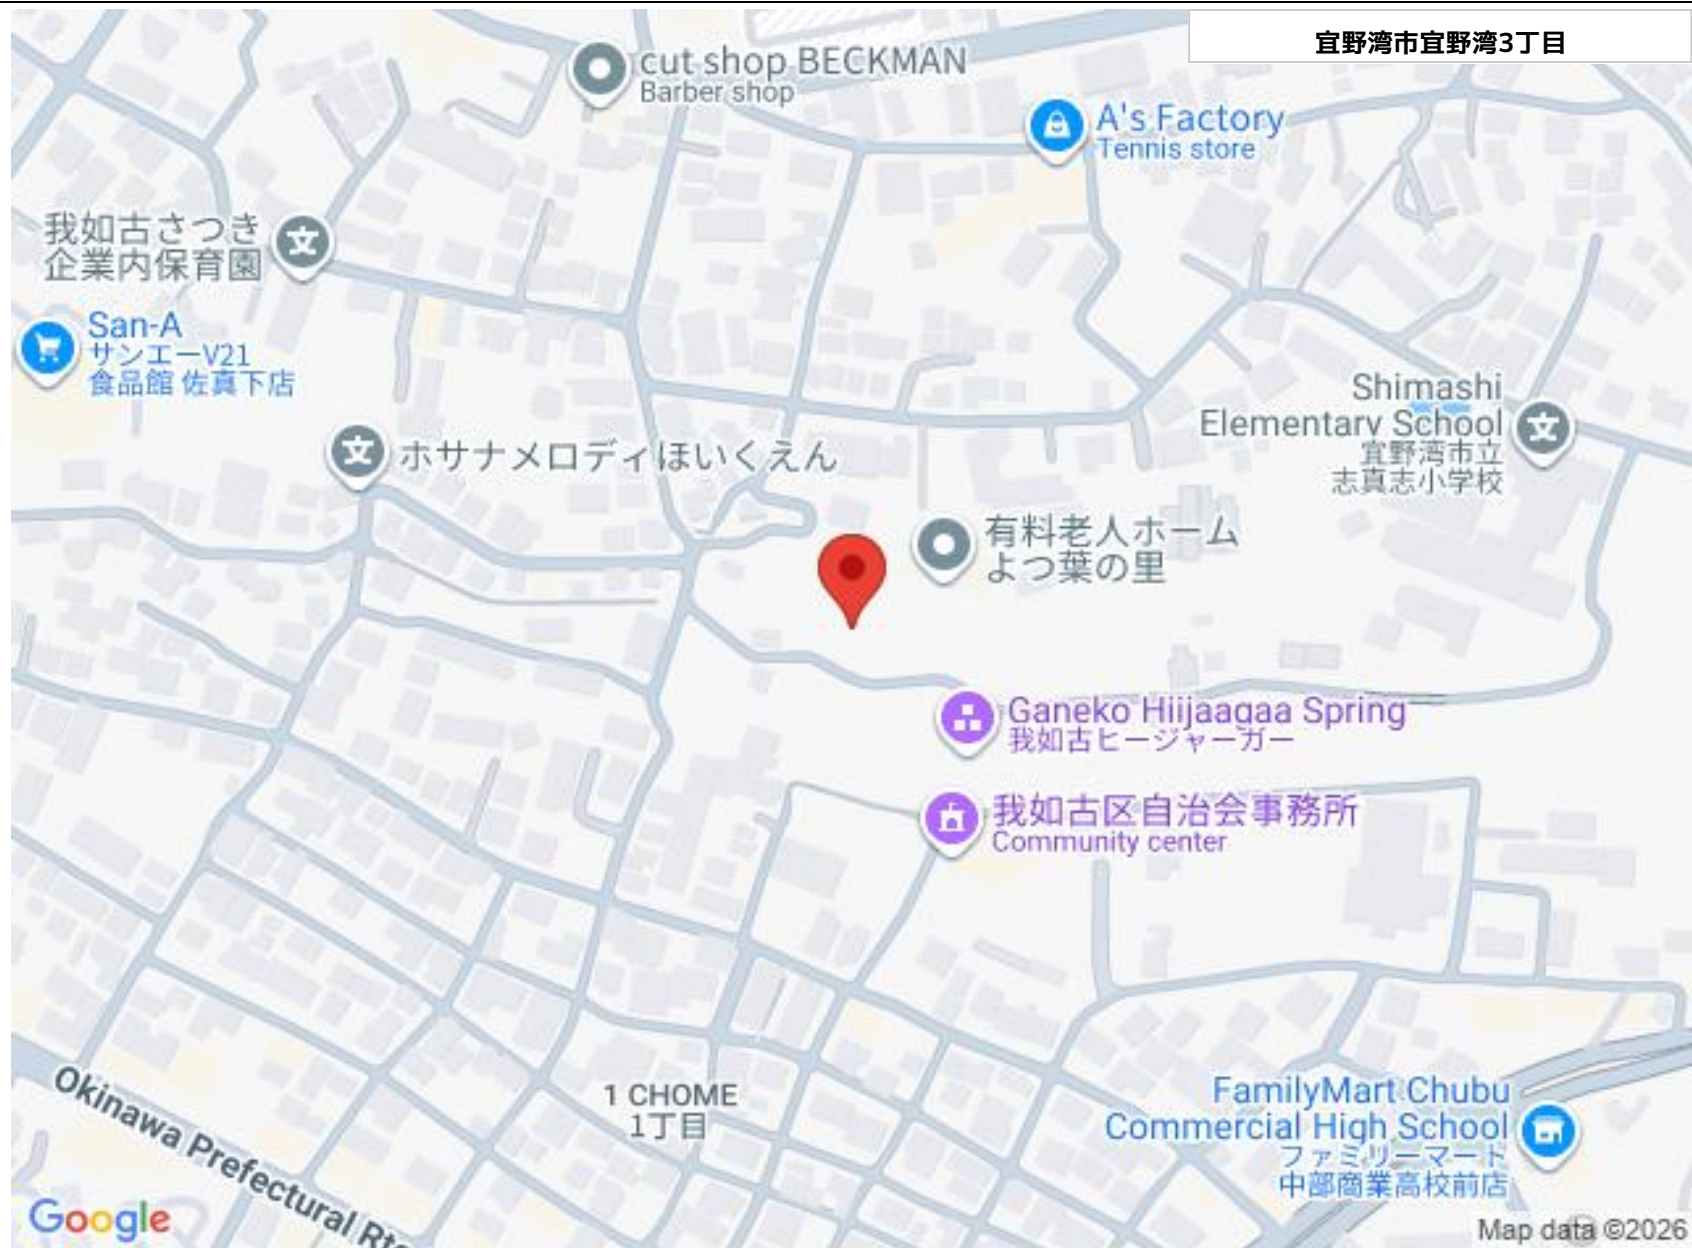 宜野湾市宜野湾3丁目
cut shop BECKMAN
Barber shop
A's Factory
Tennis store
我如古さつき
企業内保育園
San-A
サンエーV21
食品館 佐真下店
Shimashi
Elementary School
宜野湾市立
志真志小学校
ホサナメロディほいくえん
有料老人ホーム
よつ葉の里
Ganeko Hiijaagaa Spring
我如古ヒージャーガー
我如古区自治会事務所
Community center
1 CHOME
1丁目
Okinawa Prefectural Rte
FamilyMart Chubu
Commercial High School
ファミリーマート
中部商業高校前店
Google
Map data ©2026